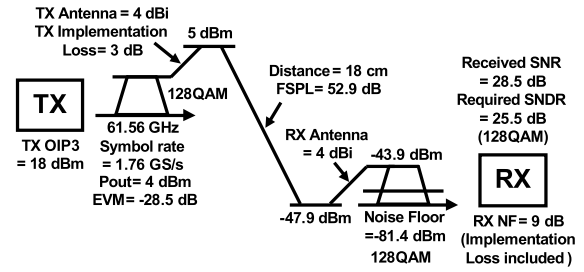 TX Antenna = 4 dBi
TX Implementation
Loss= 3 dB
5 dBm
TX
TX OIP3
= 18 dBm
128QAM
61.56 GHz
Symbol rate
= 1.76 GS/s
Pout= 4 dBm
EVM= -28.5 dB
Distance = 18 cm
FSPL= 52.9 dB
RX Antenna
= 4 dBi
-43.9 dBm
-47.9 dBm
Noise Floor
=-81.4 dBm
128QAM
Received SNR
= 28.5 dB
Required SNDR
= 25.5 dB
(128QAM)
RX
RX NF= 9 dB
(Implementation
Loss included )